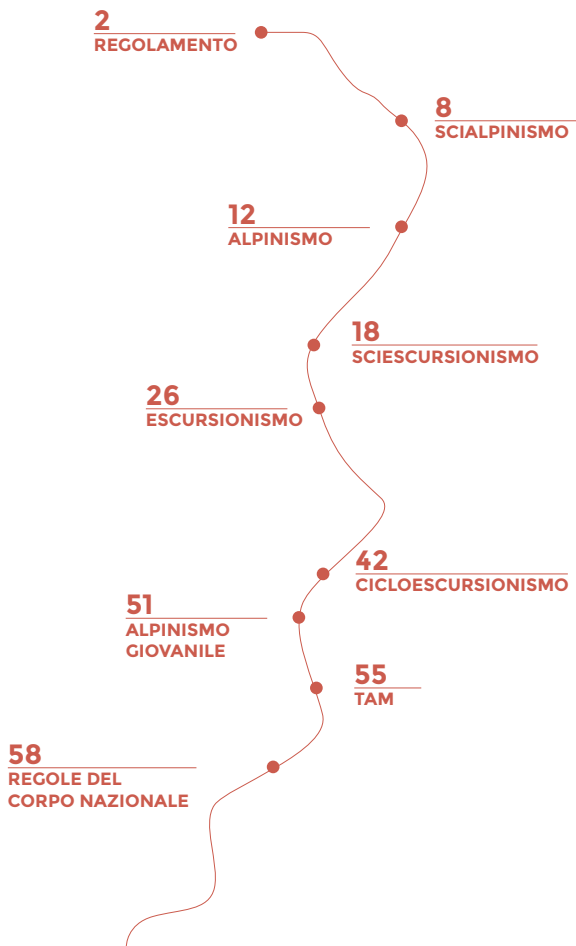 2
REGOLAMENTO
8
SCIALPINISMO
12
ALPINISMO
18
SCIESCURSIONISMO
26
ESCURSIONISMO
42
CICLOESCURSIONISMO
51
ALPINISMO
GIOVANILE
55
TAM
58
REGOLE DEL
CORPO NAZIONALE